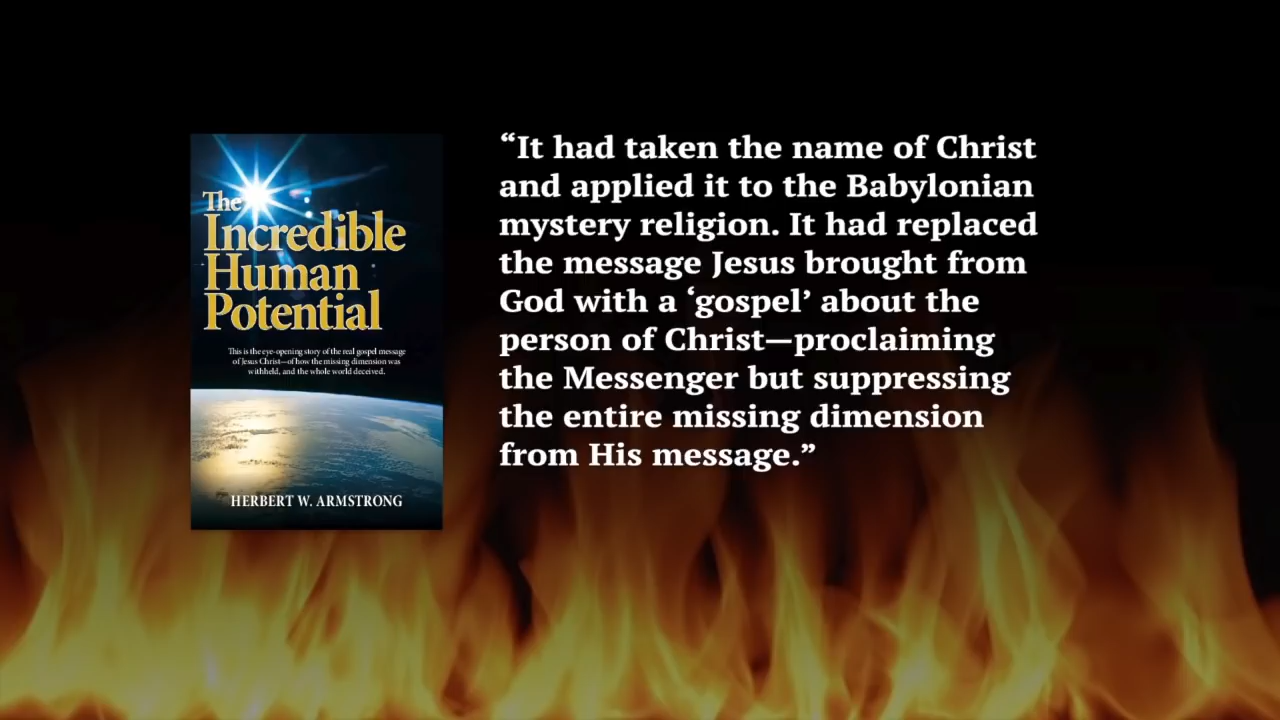 The
Incredible
Human
Potential
This is the eye-opening story of the real gospel message
of Jesus Christ—of how the missing dimension was
withheld, and the whole world deceived.
HERBERT W. ARMSTRONG
“It had taken the name of Christ
and applied it to the Babylonian
mystery religion. It had replaced
the message Jesus brought from
God with a ‘gospel’ about the
person of Christ—proclaiming
the Messenger but suppressing
the entire missing dimension
from His message.”